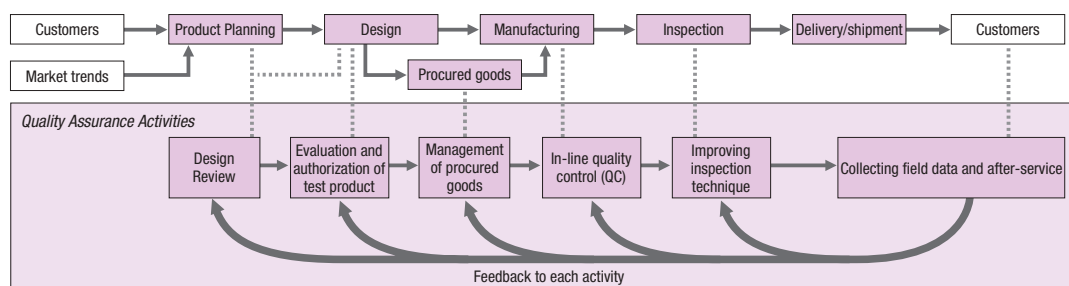 Customers
Product Planning
Design
Manufacturing
Inspection
Delivery/shipment
Customers
Market trends
Procured goods
Quality Assurance Activities
Design
Review
Evaluation and
authorization of
test product
Management
of procured
goods
In-line quality
control (QC)
Improving
inspection
technique
Collecting field data and after-service
Feedback to each activity